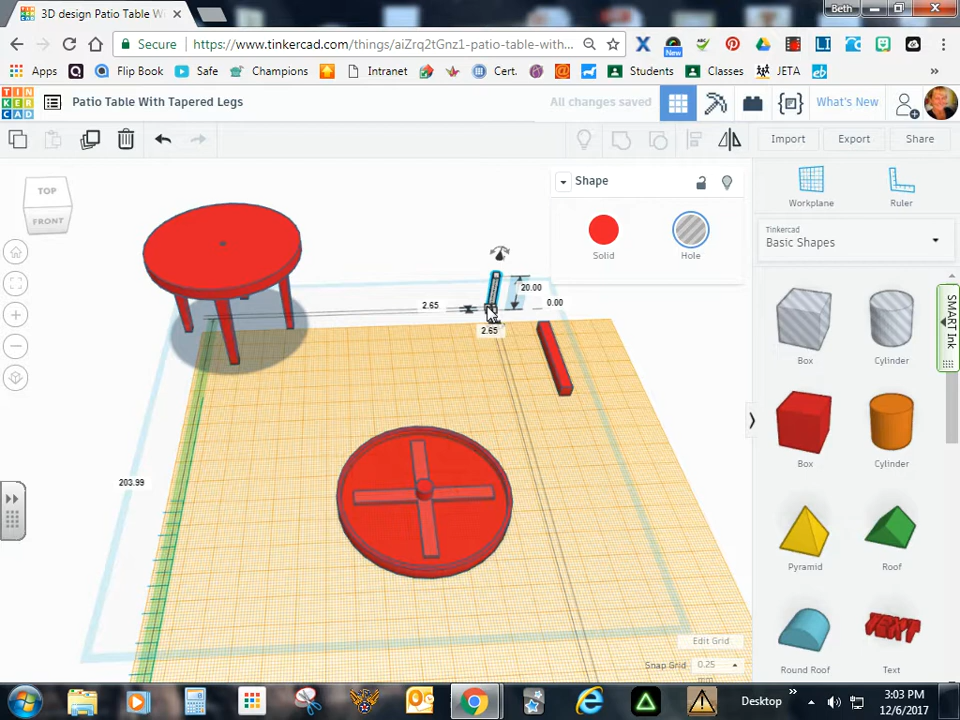 3D design Patio Table Wi
Beth
Secure
https://www.tinkercad.com/things/aiZrq2tGnz1-patio-table-with...
New
Apps
Flip Book
Safe
Champions
Intranet
Cert.
Students
Classes
JETA
»
TIN
KER
CAD
Patio Table With Tapered Legs
All changes saved
What's New
Import
Export
Share
TOP
FRONT
Shape
Solid
Hole
Workplane
Ruler
Tinkercad
Basic Shapes
20.00
0.00
2.65
2.65
203.99
Box
Cylinder
SMART Ink
Box
Cylinder
Pyramid
Roof
TEXT
Round Roof
Text
Edit Grid
Snap Grid
0.25
mm
Desktop
»
3:03 PM
12/6/2017